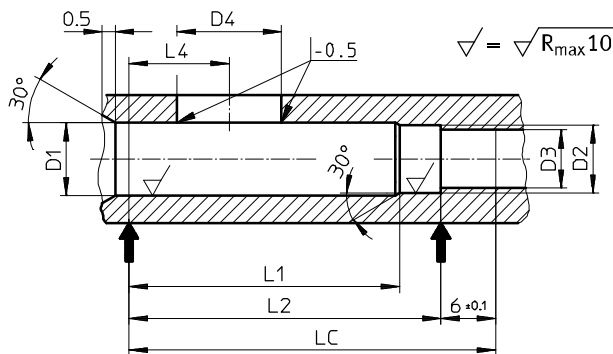 0.5
D4
L4
-0.5
√ = √Rmax10
30°
D1
30°
D3
D2
L1
L2
6 ±0.1
LC